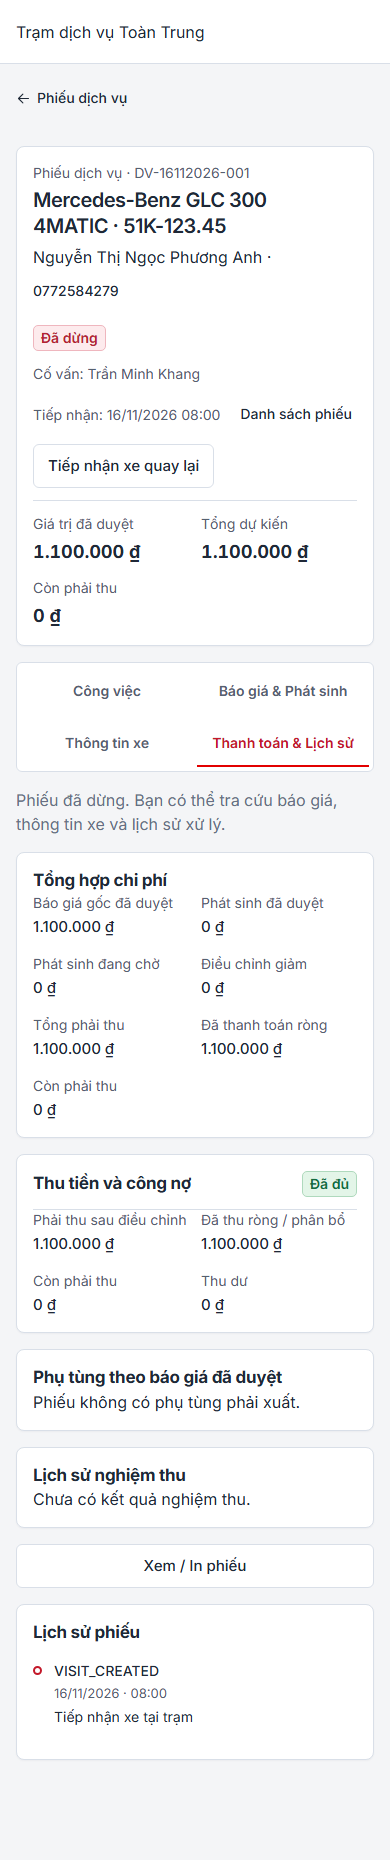 Trạm dịch vụ Toàn Trung
← Phiếu dịch vụ
Phiếu dịch vụ · DV-16112026-001
Mercedes-Benz GLC 300
4MATIC · 51K-123.45
Nguyễn Thị Ngọc Phương Anh ·
0772584279
Đã dừng
Cố vấn: Trần Minh Khang
Tiếp nhận: 16/11/2026 08:00 Danh sách phiếu
Tiếp nhận xe quay lại
Giá trị đã duyệt Tổng dự kiến
1.100.000 ₫ 1.100.000 ₫
Còn phải thu
0 ₫
Công việc Báo giá & Phát sinh
Thông tin xe Thanh toán & Lịch sử
Phiếu đã dừng. Bạn có thể tra cứu báo giá,
thông tin xe và lịch sử xử lý.
Tổng hợp chi phí
Báo giá gốc đã duyệt Phát sinh đã duyệt
1.100.000 ₫ 0 ₫
Phát sinh đang chờ Điều chỉnh giảm
0 ₫ 0 ₫
Tổng phải thu Đã thanh toán ròng
1.100.000 ₫ 1.100.000 ₫
Còn phải thu
0 ₫
Thu tiền và công nợ Đã đủ
Phải thu sau điều chỉnh Đã thu ròng / phân bổ
1.100.000 ₫ 1.100.000 ₫
Còn phải thu Thu dư
0 ₫ 0 ₫
Phụ tùng theo báo giá đã duyệt
Phiếu không có phụ tùng phải xuất.
Lịch sử nghiệm thu
Chưa có kết quả nghiệm thu.
Xem / In phiếu
Lịch sử phiếu
VISIT_CREATED
16/11/2026 · 08:00
Tiếp nhận xe tại trạm